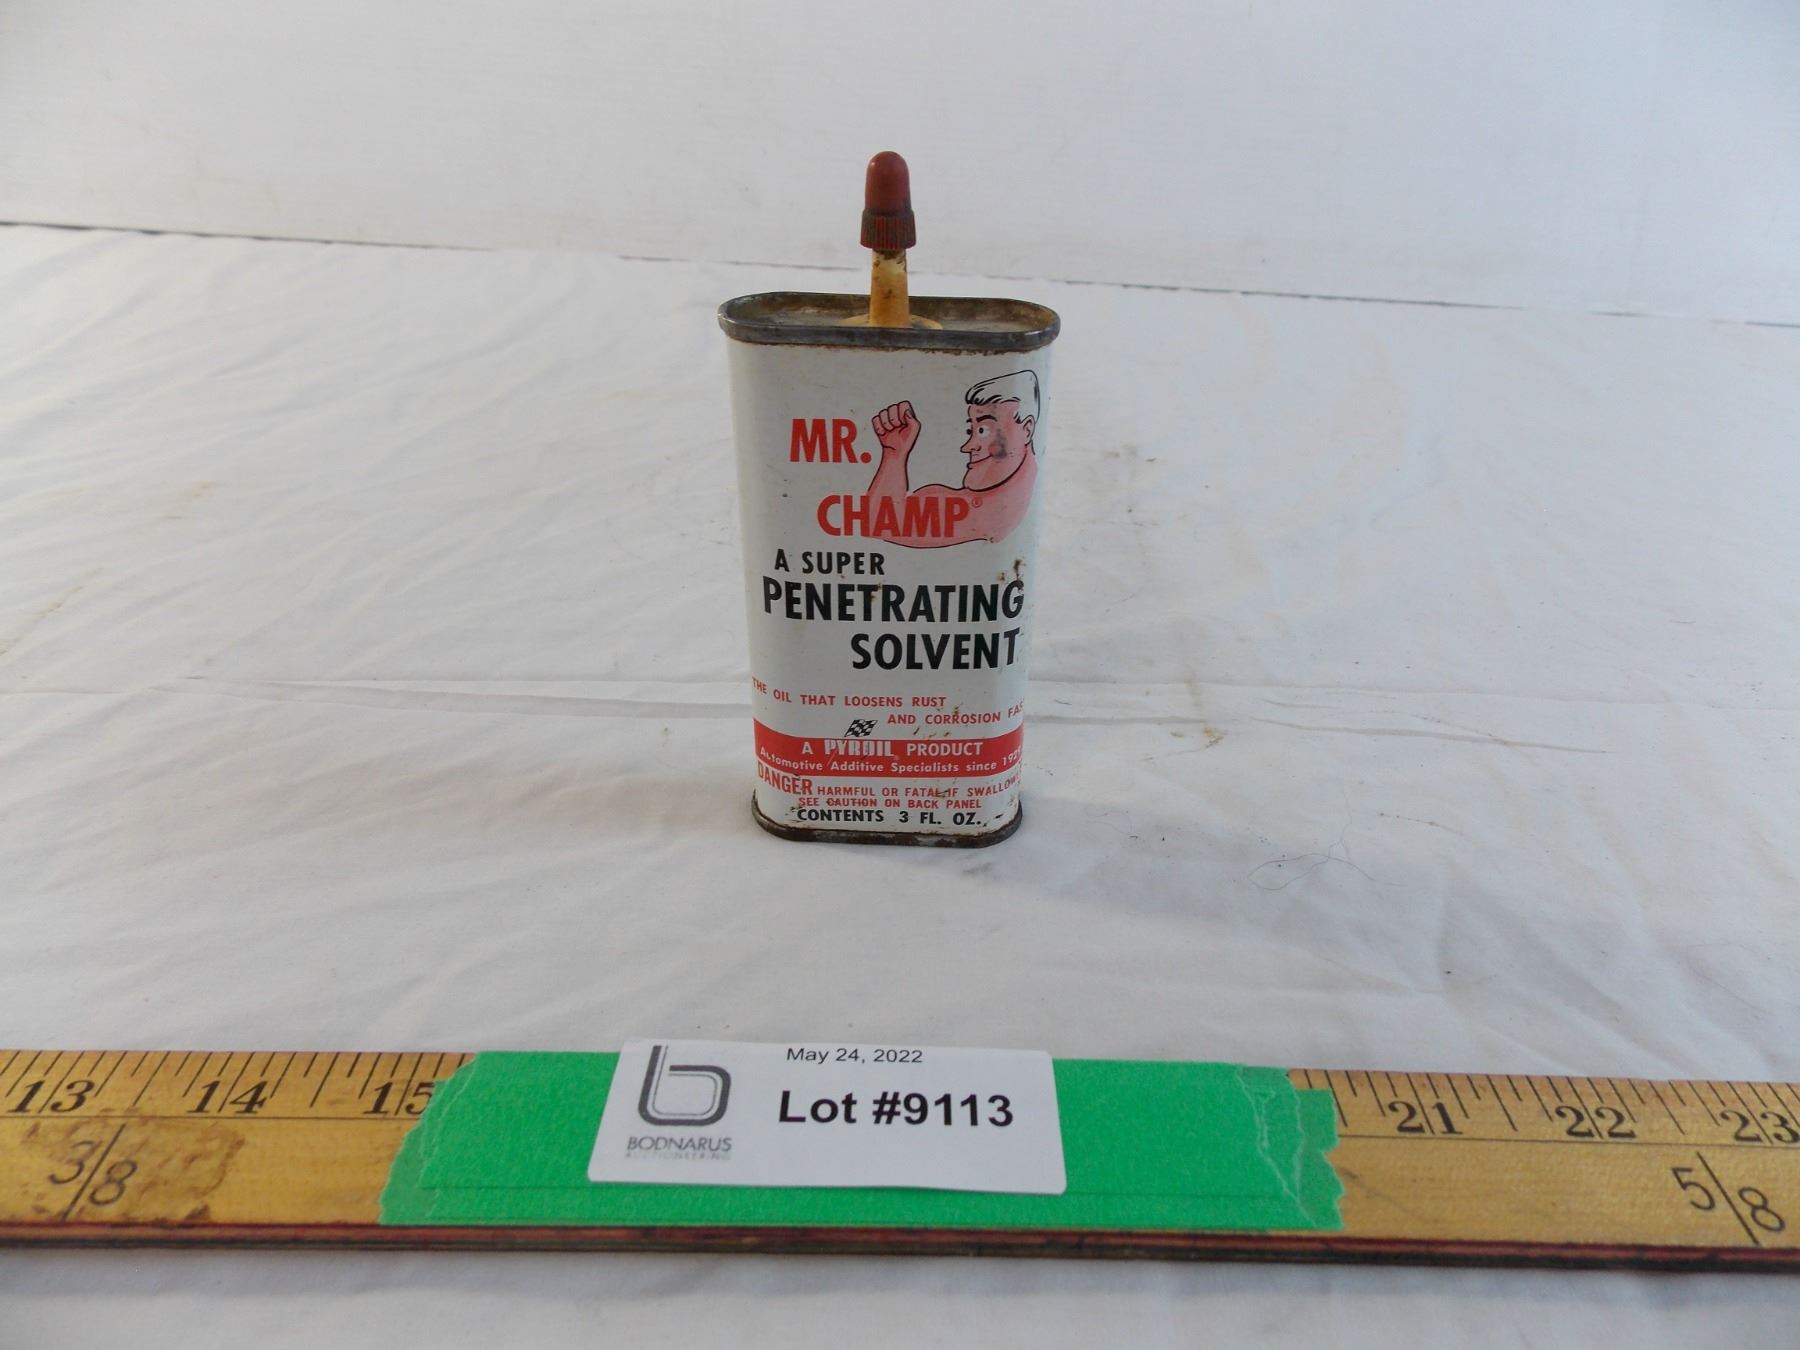 MR.
CHAMP®
A SUPER
PENETRATING
SOLVENT
THE OIL THAT LOOSENS RUST
AND CORROSION
A PYROIL PRODUCT
Automotive Additive Specialists since
DANGER HARMFUL OR FATAL IF
SEE CAUTION ON BACK PANEL
CONTENTS 3 FL. OZ.
May 24, 2022
Lot #9113
BODNARUS
AUCTIONEERING
13 14 15 21 22 23
3/8 5/8